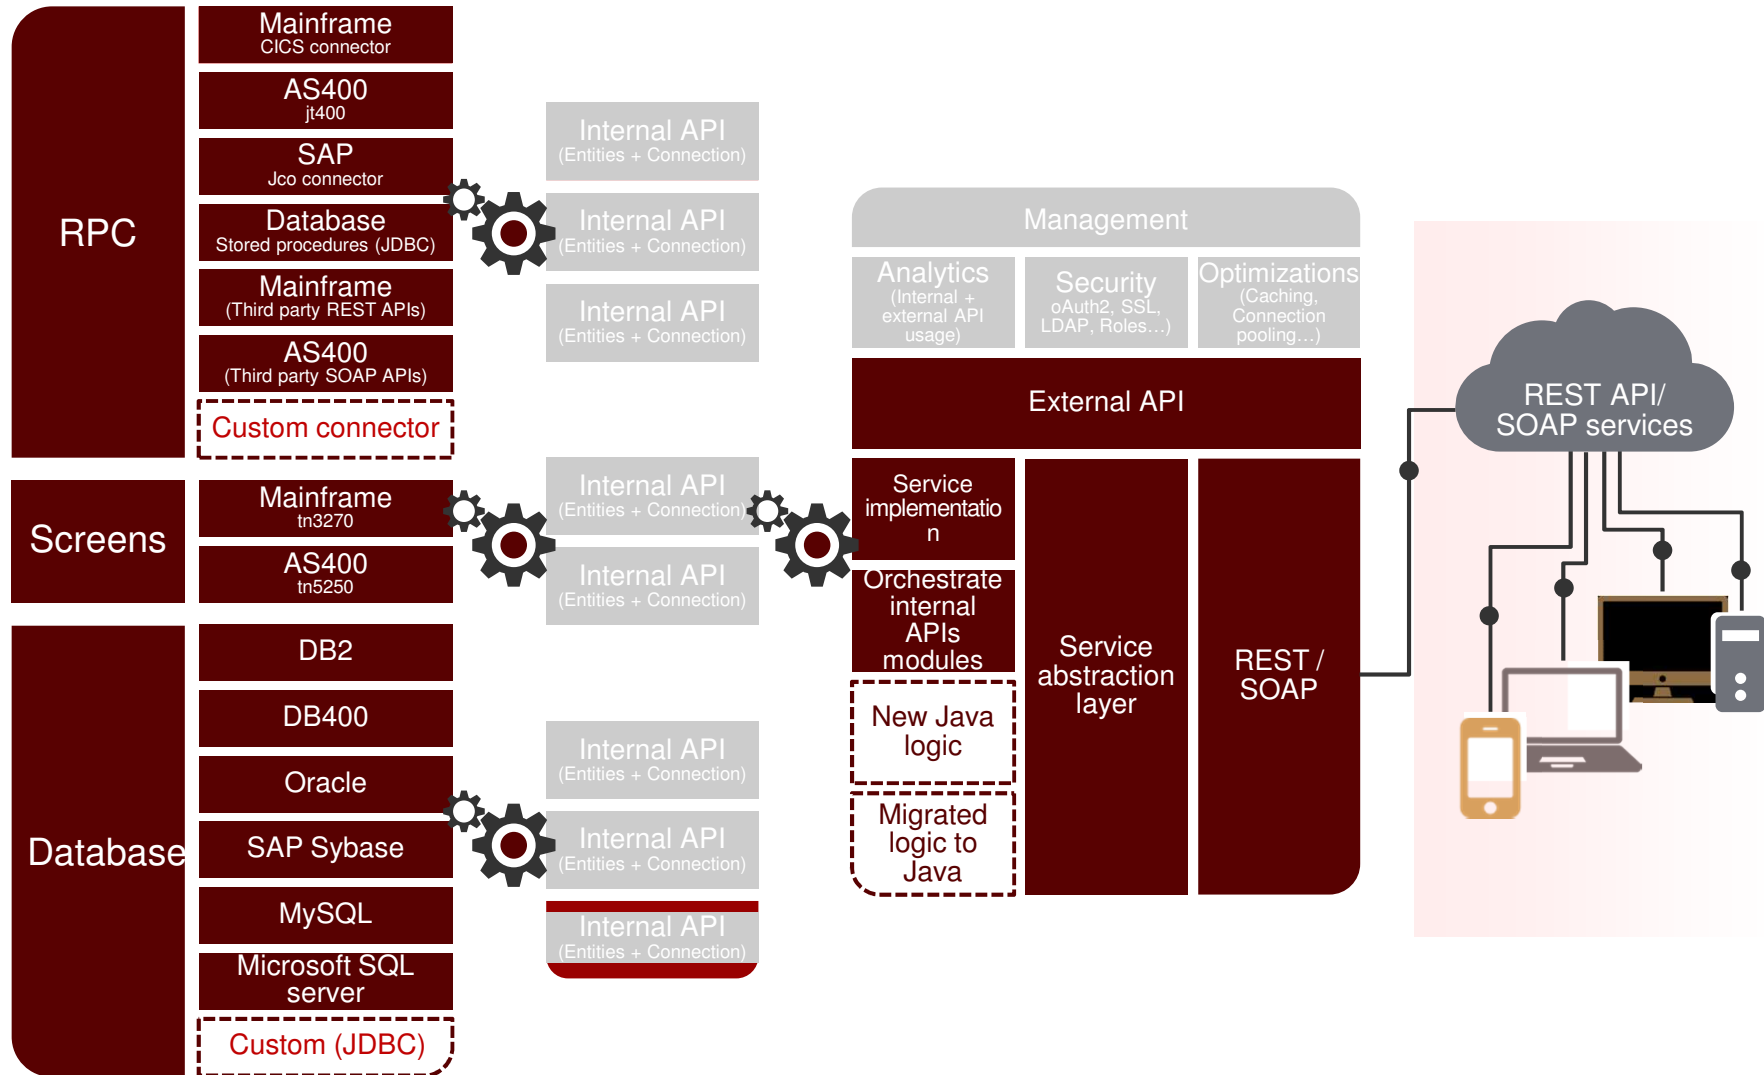 RPC
Mainframe
CICS connector
AS400
jt400
SAP
Jco connector
Database
Stored procedures (JDBC)
Mainframe
(Third party REST APIs)
AS400
(Third party SOAP APIs)
Custom connector
Screens
Mainframe
tn3270
AS400
tn5250
Database
DB2
DB400
Oracle
SAP Sybase
MySQL
Microsoft SQL
server
Custom (JDBC)
Internal API
(Entities + Connection)
Internal API
(Entities + Connection)
Internal API
(Entities + Connection)
Internal API
(Entities + Connection)
Internal API
(Entities + Connection)
Internal API
(Entities + Connection)
Internal API
(Entities + Connection)
Internal API
(Entities + Connection)
Management
Analytics
(Internal +
external API
usage)
Security
oAuth2, SSL,
LDAP, Roles…)
Optimizations
(Caching,
Connection
pooling…)
External API
Service
implementatio
n
Orchestrate
internal
APIs
modules
New Java
logic
Migrated
logic to
Java
Service
abstraction
layer
REST /
SOAP
REST API/
SOAP services